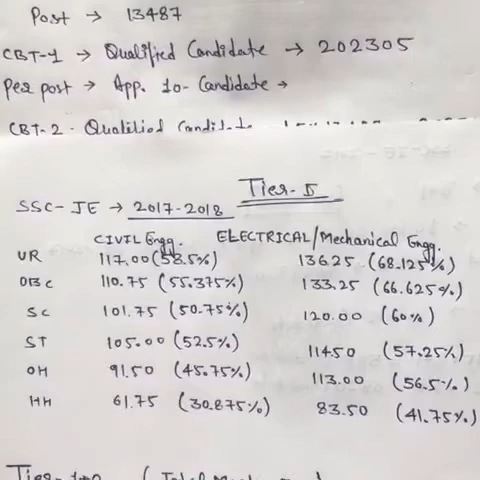 Post → 13487
CBT-1 → Qualified Candidate → 202305
Per post → App. 10- Candidate →
CBT-2. Qualified
Tier-I
SSC-JE → 2017-2018
CIVIL Engg. ELECTRICAL/Mechanical Engg.
UR 117.00 (58.5%) 136.25 (68.125%)
OBC 110.75 (55.375%) 133.25 (66.625%)
SC 101.75 (50.75%) 120.00 (60%)
ST 105.00 (52.5%) 114.50 (57.25%)
OH 91.50 (45.75%) 113.00 (56.5%)
HH 61.75 (30.875%) 83.50 (41.75%)